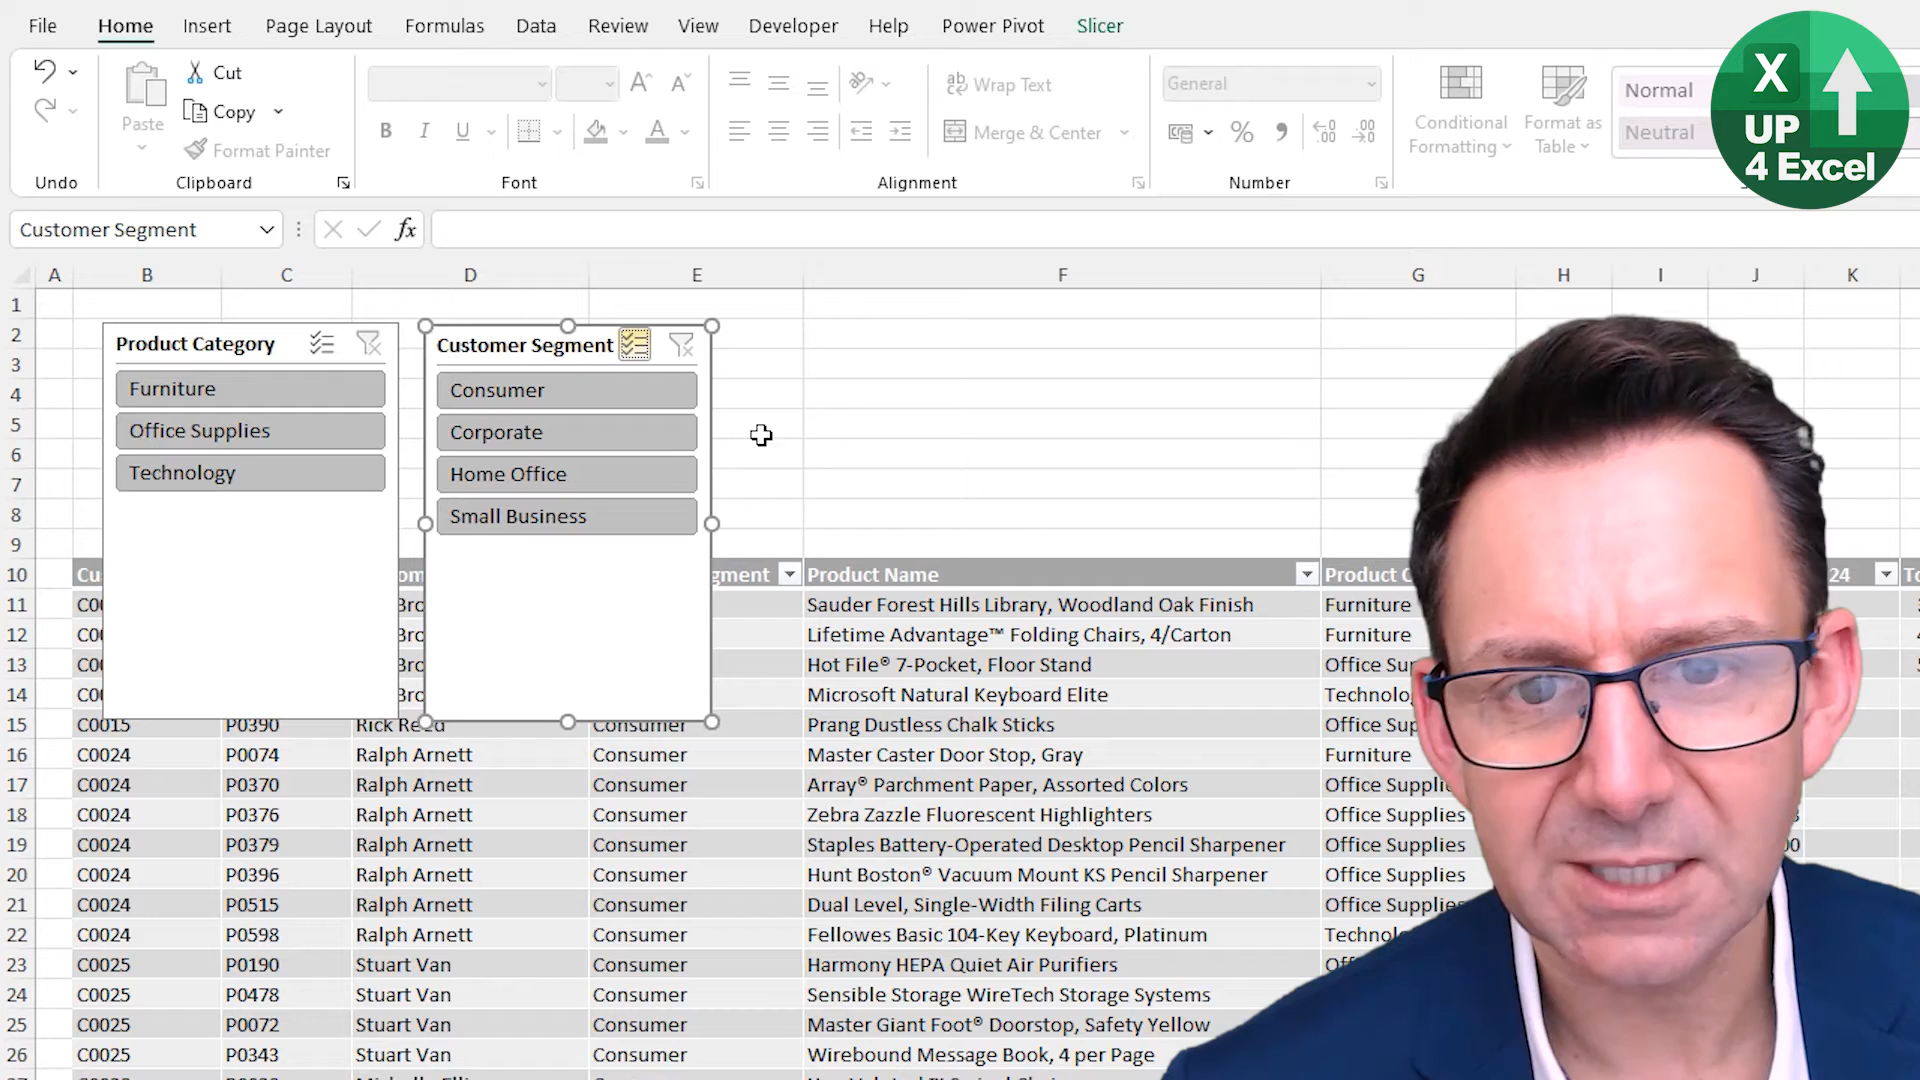 File Home Insert Page Layout Formulas Data Review View Developer Help Power Pivot Slicer
X
UP
4 Excel
Cut
Copy
Format Painter
Paste
B I U A
ab Wrap Text
Merge & Center
General
% 
Conditional
Formatting
Format as
Table
Normal
Neutral
Undo Clipboard Font Alignment Number
Customer Segment fx
A B C D E F G H I J K
1
2
3
4
5
6
7
8
9
Product Category
Furniture
Office Supplies
Technology
Customer Segment
Consumer
Corporate
Home Office
Small Business
10 Cu om gment Product Name Product C 24 To
11 C0 Bro Sauder Forest Hills Library, Woodland Oak Finish Furniture
12 C0 Bro Lifetime Advantage™ Folding Chairs, 4/Carton Furniture
13 C0 Bro Hot File® 7-Pocket, Floor Stand Office Sup
14 C0 Bro Microsoft Natural Keyboard Elite Technolog
15 C0015 P0390 Rick Reed Consumer Prang Dustless Chalk Sticks Office Sup
16 C0024 P0074 Ralph Arnett Consumer Master Caster Door Stop, Gray Furniture
17 C0024 P0370 Ralph Arnett Consumer Array® Parchment Paper, Assorted Colors Office Supplie
18 C0024 P0376 Ralph Arnett Consumer Zebra Zazzle Fluorescent Highlighters Office Supplies
19 C0024 P0379 Ralph Arnett Consumer Staples Battery-Operated Desktop Pencil Sharpener Office Supplies 00
20 C0024 P0396 Ralph Arnett Consumer Hunt Boston® Vacuum Mount KS Pencil Sharpener Office Supplies
21 C0024 P0515 Ralph Arnett Consumer Dual Level, Single-Width Filing Carts Office Supplies
22 C0024 P0598 Ralph Arnett Consumer Fellowes Basic 104-Key Keyboard, Platinum Technol
23 C0025 P0190 Stuart Van Consumer Harmony HEPA Quiet Air Purifiers Off
24 C0025 P0478 Stuart Van Consumer Sensible Storage WireTech Storage Systems
25 C0025 P0072 Stuart Van Consumer Master Giant Foot® Doorstop, Safety Yellow
26 C0025 P0343 Stuart Van Consumer Wirebound Message Book, 4 per Page